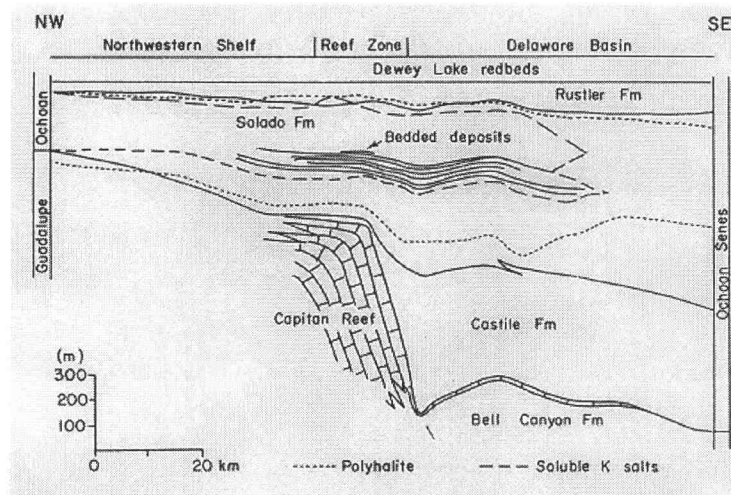 NW
SE
Northwestern Shelf
Reef Zone
Delaware Basin
Dewey Lake redbeds
Rustler Fm
Ochoan
Salado Fm
Bedded deposits
Guadalupe
Ochoan Senes
Capitan Reef
Castile Fm
(m)
300
200
100
Bell Canyon Fm
0
20 km
Polyhalite
Soluble K salts